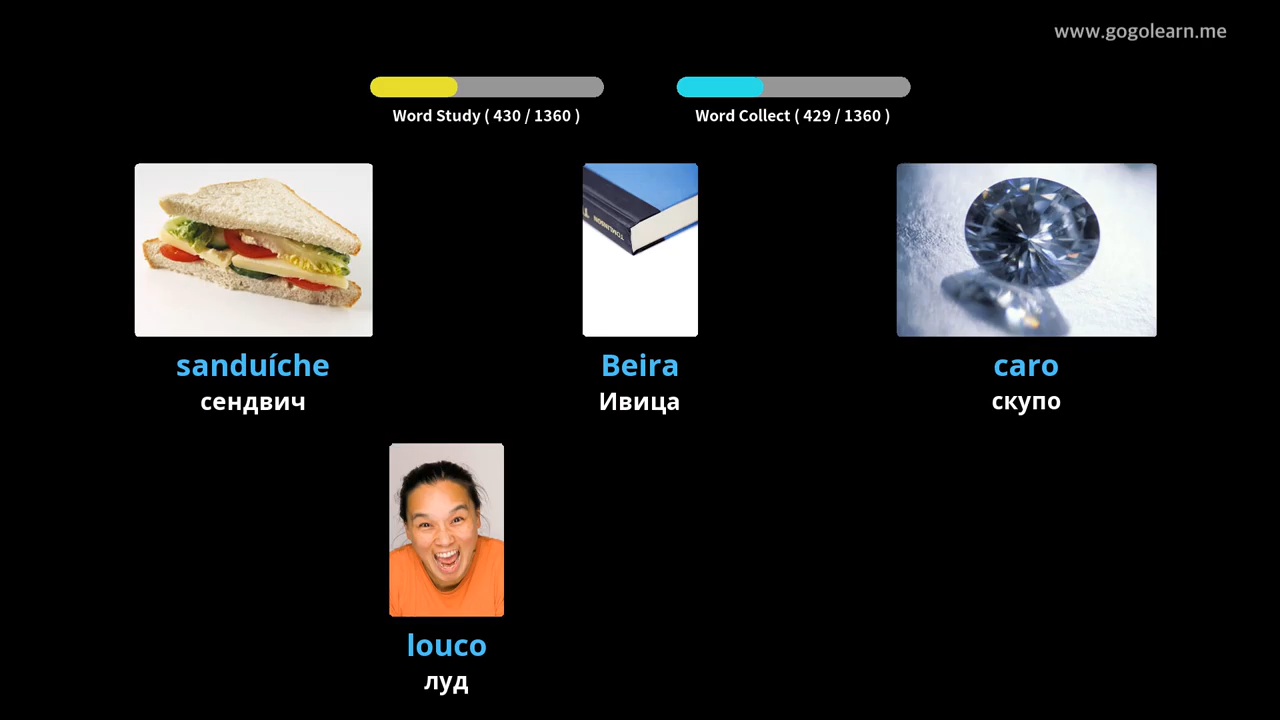 www.gogolearn.me
Word Study ( 430 / 1360 )
Word Collect ( 429 / 1360 )
TOMLINSON
sanduíche
сендвич
Beira
Ивица
caro
скупо
louco
луд